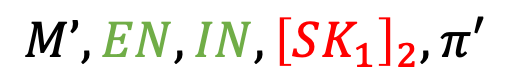 M’, EN, IN, [SK₁]₂, π′